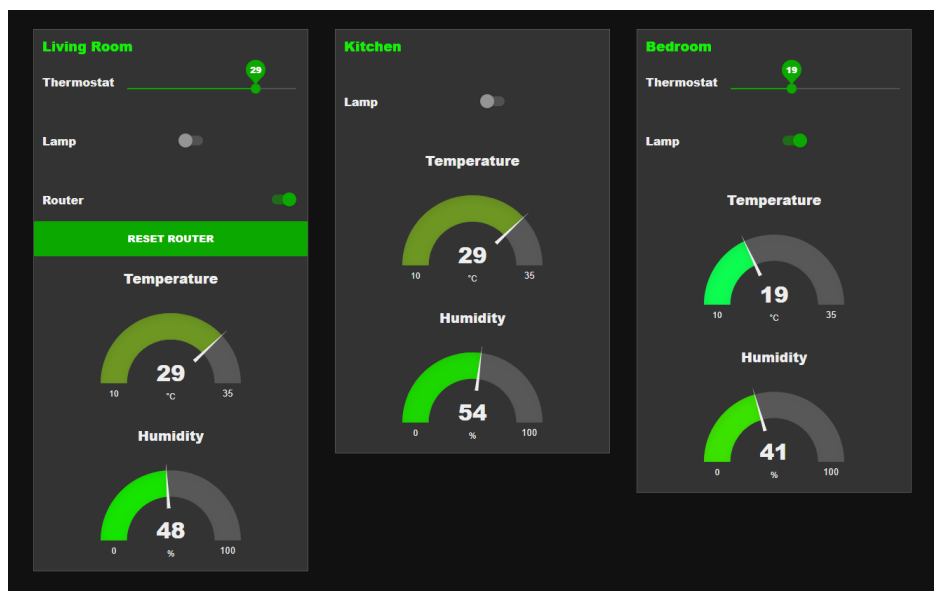 Living Room
29
Thermostat
Lamp
Router
RESET ROUTER
Temperature
29
10 °C 35
Humidity
48
0 % 100
Kitchen
Lamp
Temperature
29
10 °C 35
Humidity
54
0 % 100
Bedroom
19
Thermostat
Lamp
Temperature
19
10 °C 35
Humidity
41
0 % 100